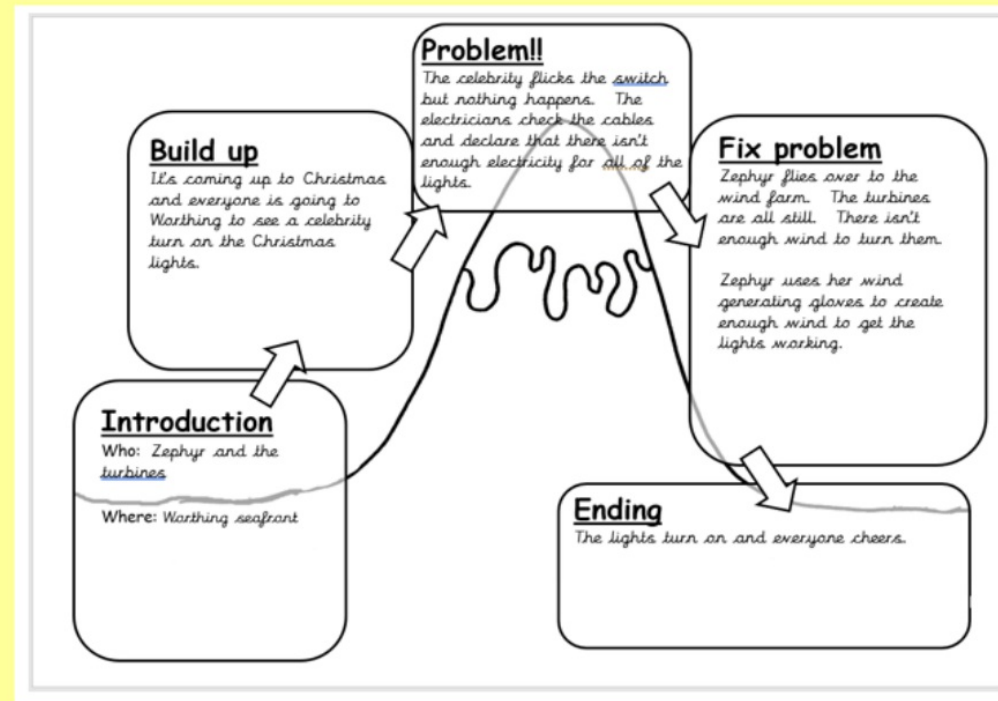 Introduction
Who: Zephyr and the
turbines
Where: Worthing seafront
Build up
It's coming up to Christmas
and everyone is going to
Worthing to see a celebrity
turn on the Christmas
lights.
Problem!!
The celebrity flicks the switch
but nothing happens. The
electricians check the cables
and declare that there isn't
enough electricity for all of the
lights.
Fix problem
Zephyr flies over to the
wind farm. The turbines
are all still. There isn't
enough wind to turn them.
Zephyr uses her wind
generating gloves to create
enough wind to get the
lights working.
Ending
The lights turn on and everyone cheers.